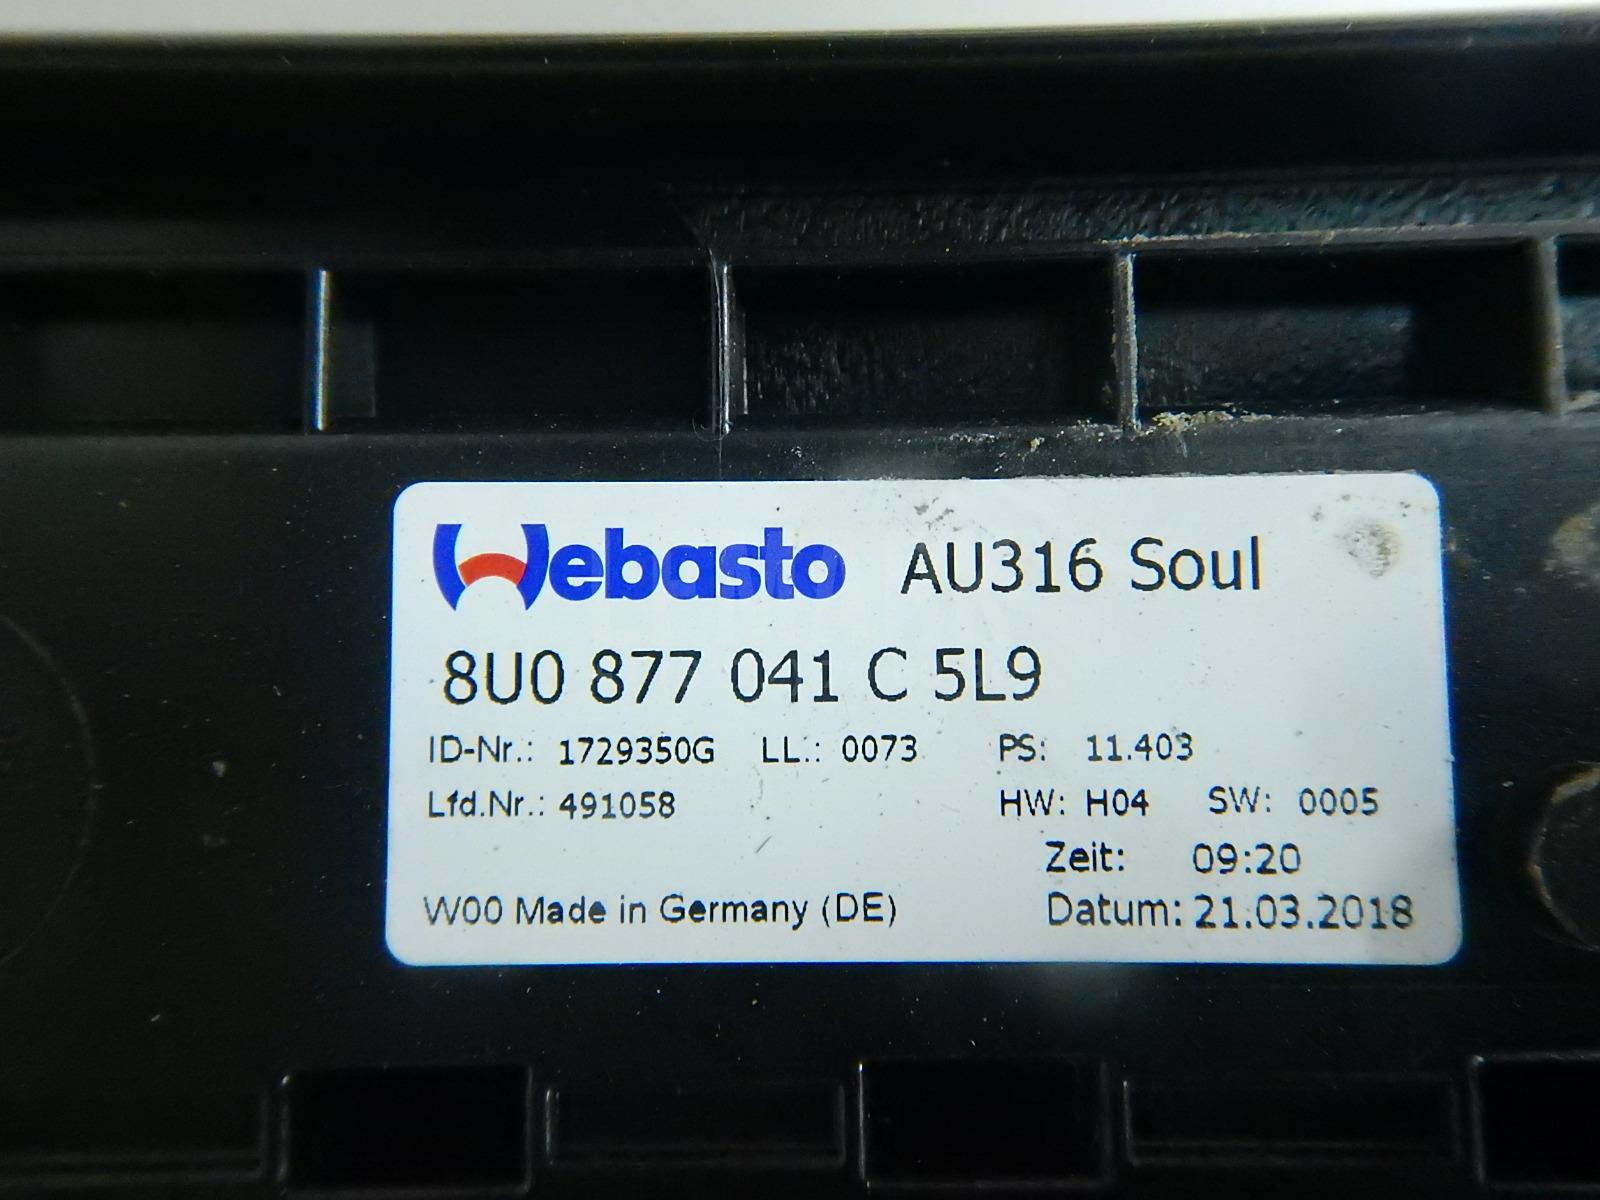 Webasto AU316 Soul
8U0 877 041 C 5L9
ID-Nr.: 1729350G LL.: 0073 PS: 11.403
Lfd.Nr.: 491058 HW: H04 SW: 0005
Zeit: 09:20
W00 Made in Germany (DE) Datum: 21.03.2018